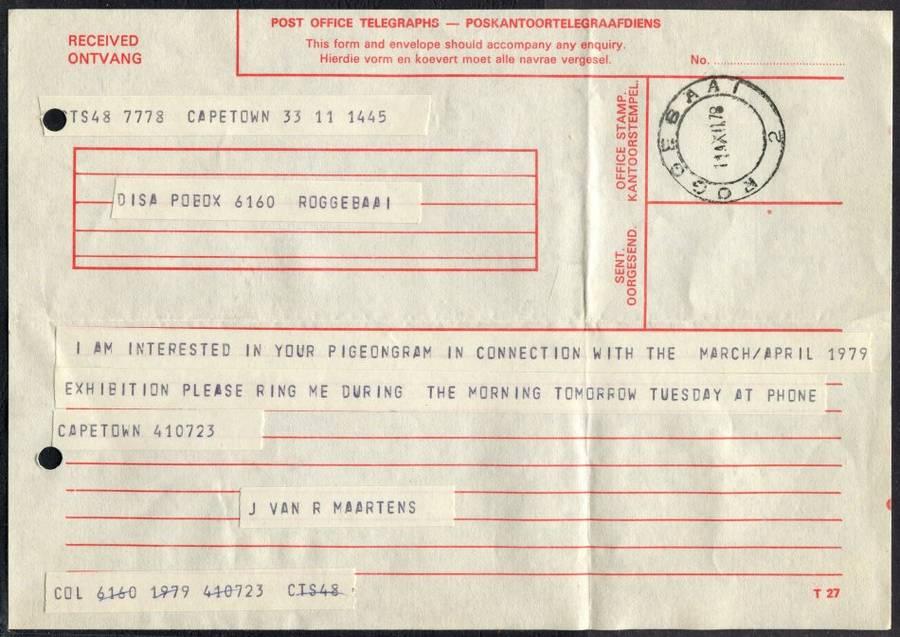 RECEIVED
ONTVANG
POST OFFICE TELEGRAPHS — POSKANTOORTELEGRAAFDIENS
This form and envelope should accompany any enquiry.
Hierdie vorm en koevert moet alle navrae vergesel.
No.
TS48 7778 CAPETOWN 33 11 1445
OFFICE STAMP.
KANTOORSTEMPEL.
ROGGEBAAI 2
DISA POBOX 6160 ROGGEBAAI
SENT.
OORGESEND.
I AM INTERESTED IN YOUR PIGEONGRAM IN CONNECTION WITH THE MARCH/APRIL 1979
EXHIBITION PLEASE RING ME DURING THE MORNING TOMORROW TUESDAY AT PHONE
CAPETOWN 410723
J VAN R MAARTENS
COL 6160 1979 410723 CTS48
T 27